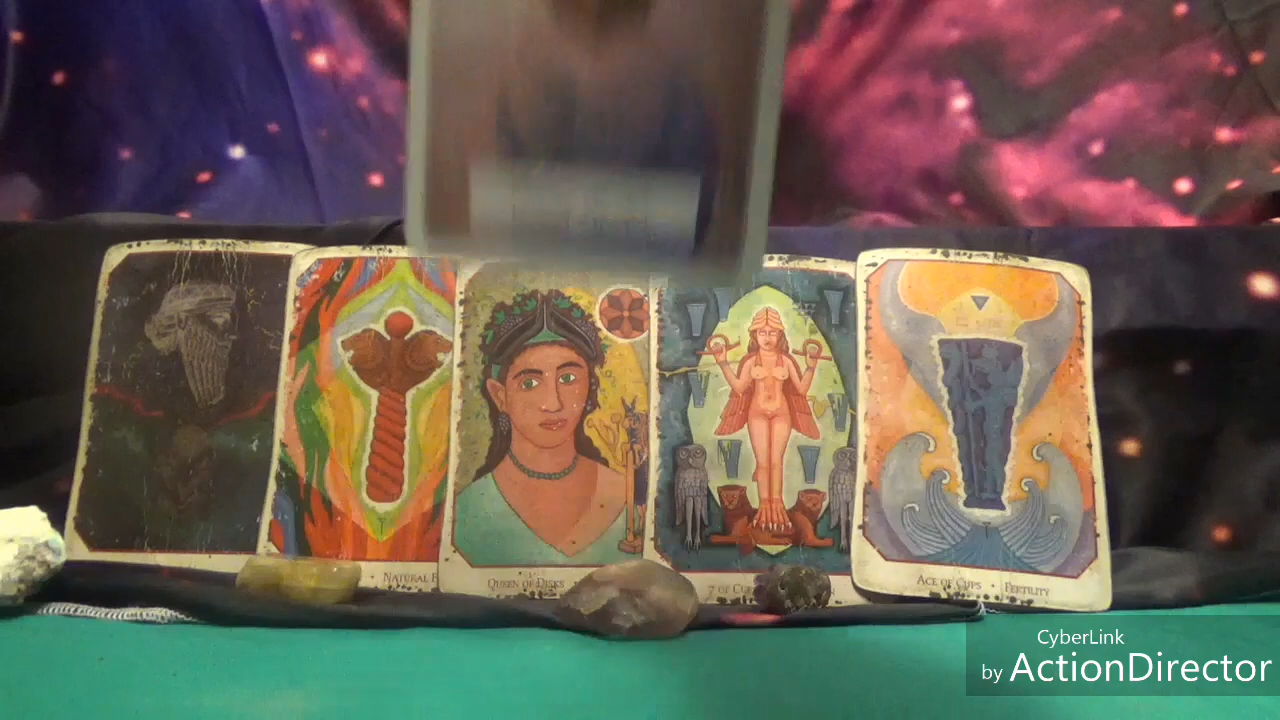 NATURAL
QUEEN OF DISKS
7 OF
ACE OF CUPS • FERTILITY
CyberLink
by ActionDirector